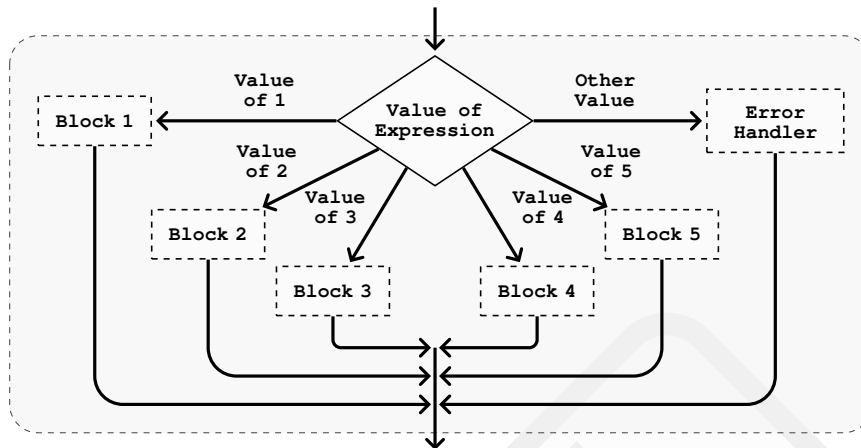 Value
of 1
Other
Value
Value of
Expression
Block 1
Error
Handler
Value
of 2
Value
of 3
Value
of 4
Value
of 5
Block 2
Block 5
Block 3
Block 4